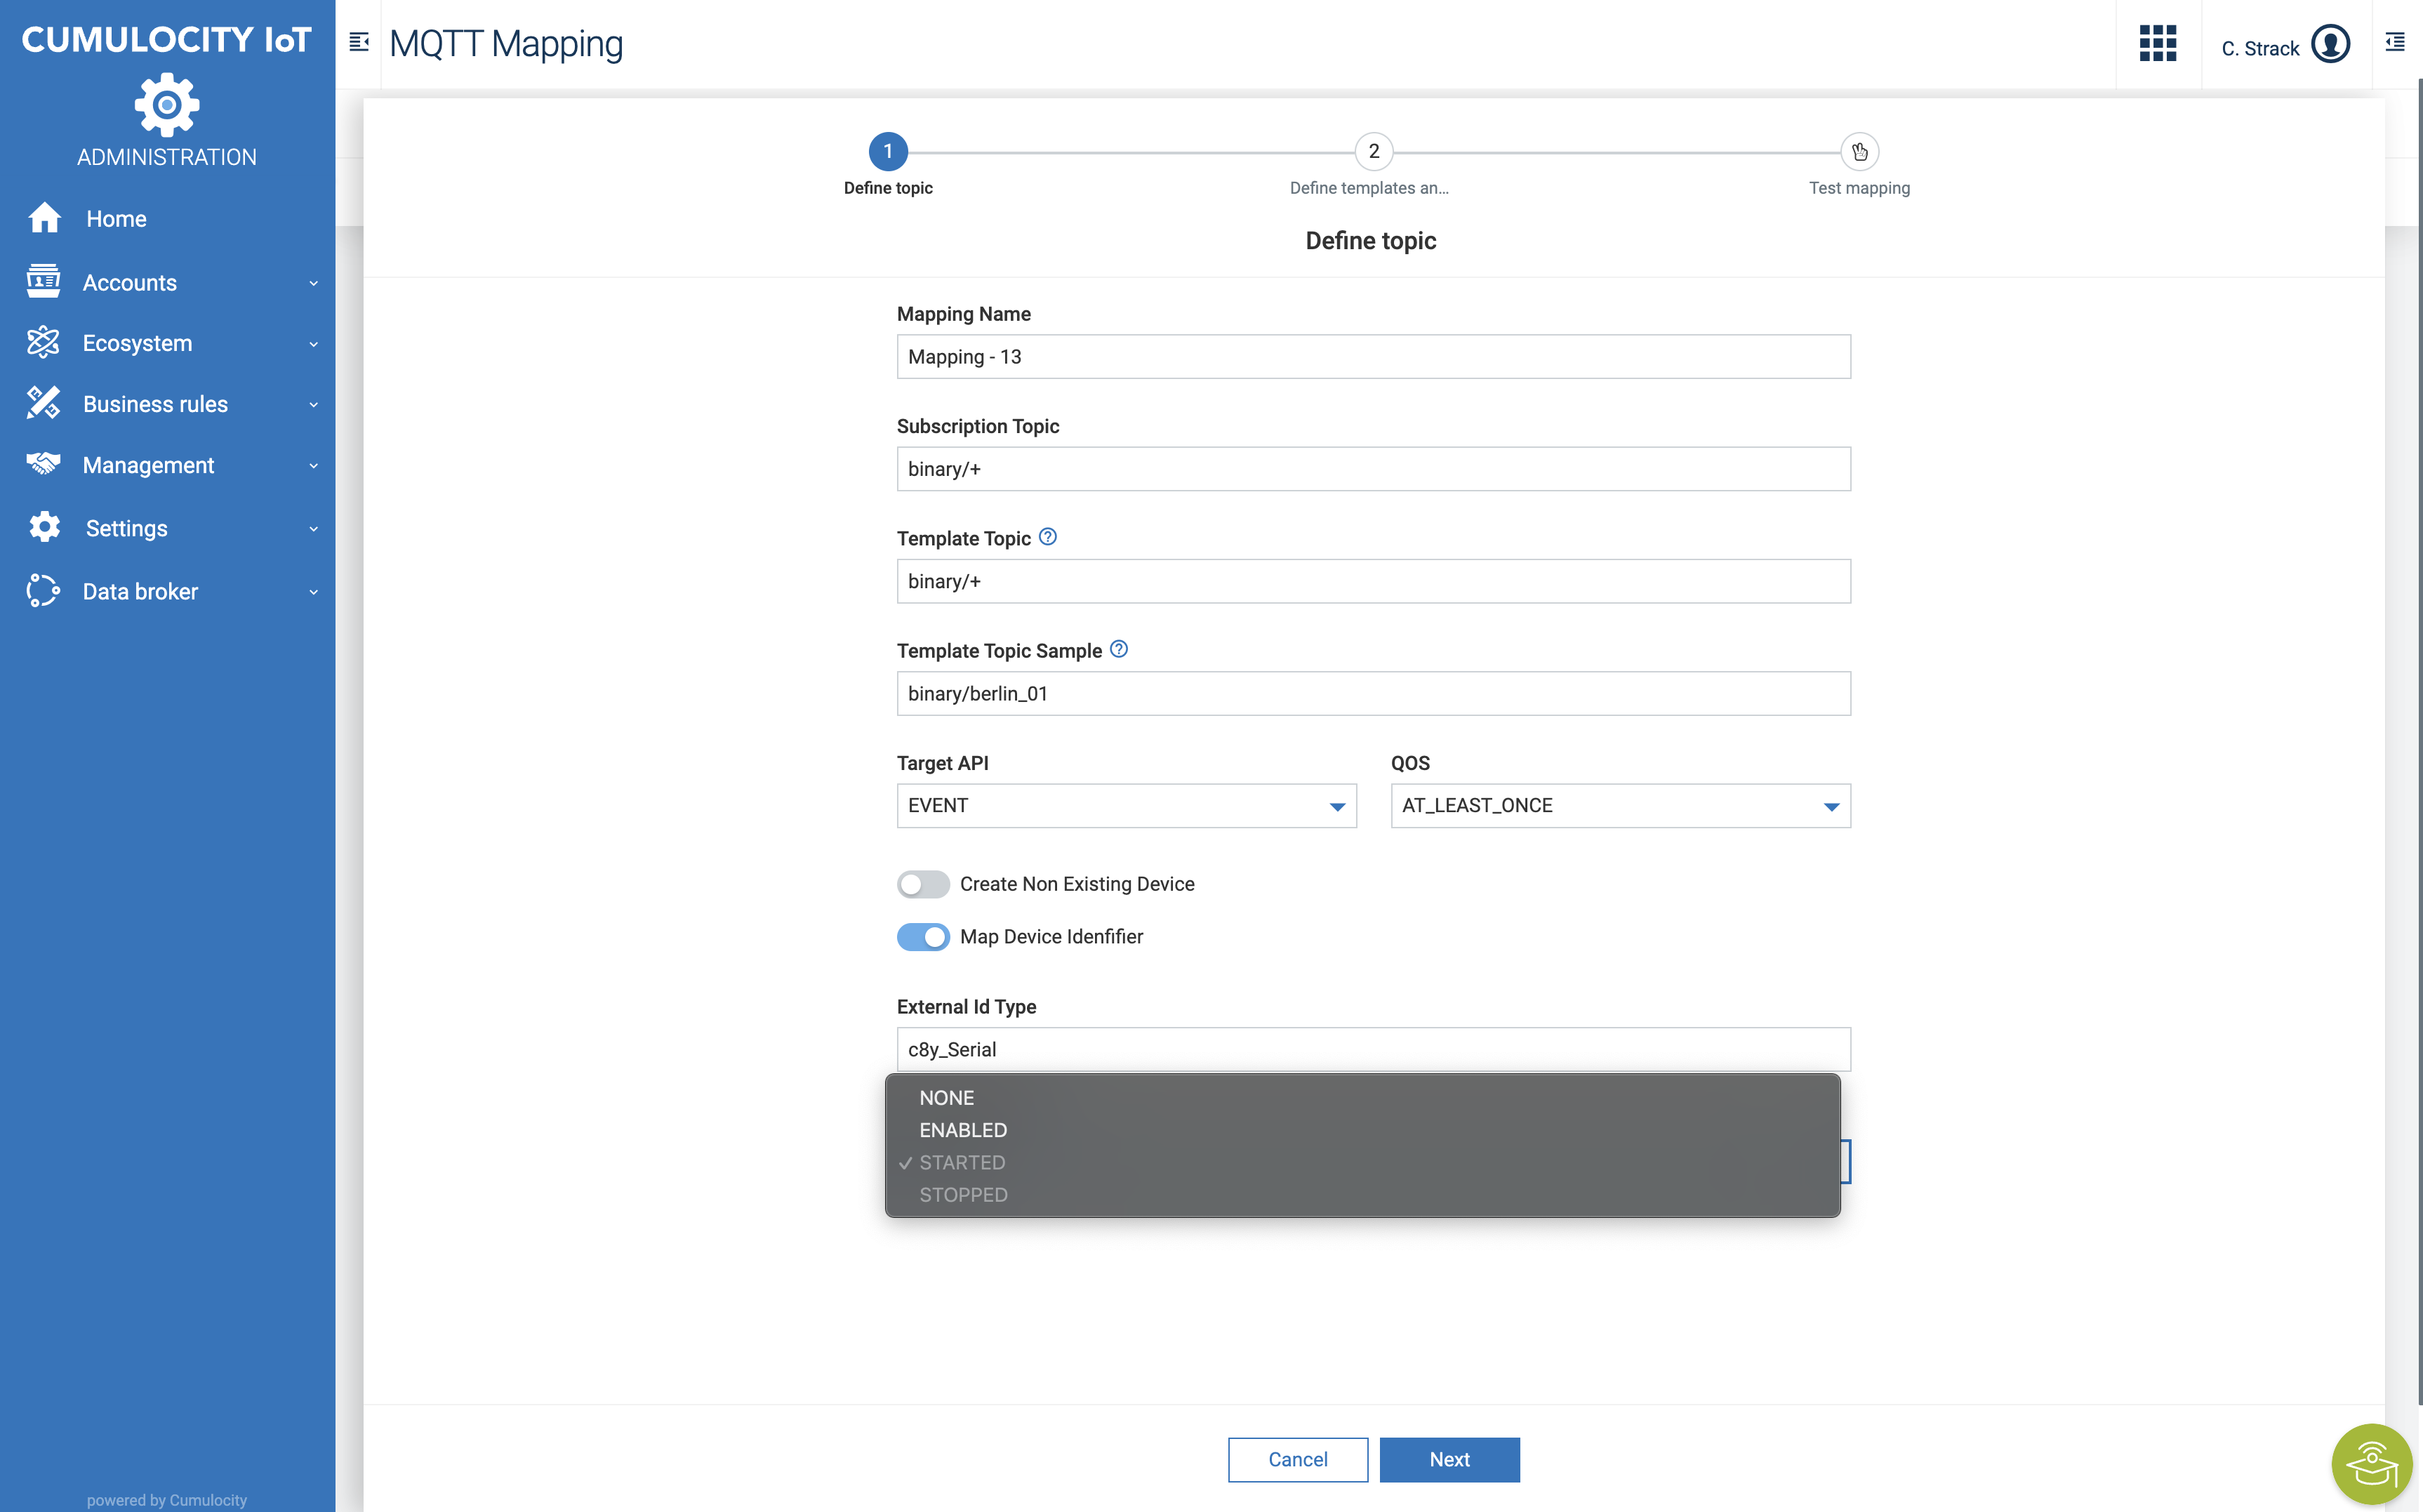 CUMULOCITY IoT
ADMINISTRATION
Home
Accounts
Ecosystem
Business rules
Management
Settings
Data broker
powered by Cumulocity
MQTT Mapping
C. Strack
1
2
Define topic
Define templates an...
Test mapping
Define topic
Mapping Name
Mapping - 13
Subscription Topic
binary/+
Template Topic
binary/+
Template Topic Sample
binary/berlin_01
Target API
QOS
EVENT
AT_LEAST_ONCE
Create Non Existing Device
Map Device Idenfifier
External Id Type
c8y_Serial
NONE
ENABLED
✓ STARTED
STOPPED
Cancel
Next